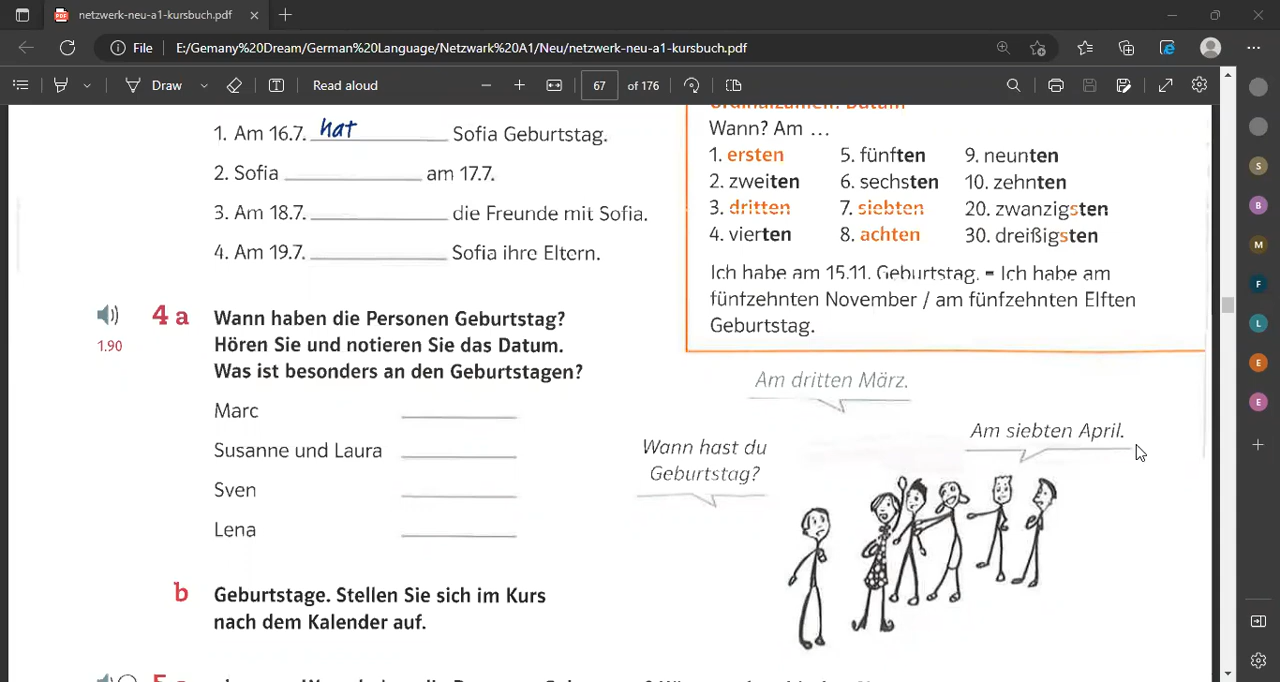 netzwerk-neu-a1-kursbuch.pdf
File E:/Gemany%20Dream/German%20Language/Netzwark%20A1/Neu/netzwerk-neu-a1-kursbuch.pdf
Draw Read aloud 67 of 176
1. Am 16.7. hat Sofia Geburtstag.
2. Sofia am 17.7.
3. Am 18.7. die Freunde mit Sofia.
4. Am 19.7. Sofia ihre Eltern.
Ordinalzahlen: Datum
Wann? Am ...
1. ersten 5. fünften 9. neunten
2. zweiten 6. sechsten 10. zehnten
3. dritten 7. siebten 20. zwanzigsten
4. vierten 8. achten 30. dreißigsten
Ich habe am 15.11. Geburtstag. = Ich habe am
fünfzehnten November / am fünfzehnten Elften
Geburtstag.
1.90
4 a Wann haben die Personen Geburtstag?
Hören Sie und notieren Sie das Datum.
Was ist besonders an den Geburtstagen?
Marc
Susanne und Laura
Sven
Lena
Am dritten März.
Wann hast du
Geburtstag?
Am siebten April.
b Geburtstage. Stellen Sie sich im Kurs
nach dem Kalender auf.
S
B
M
F
L
E
E